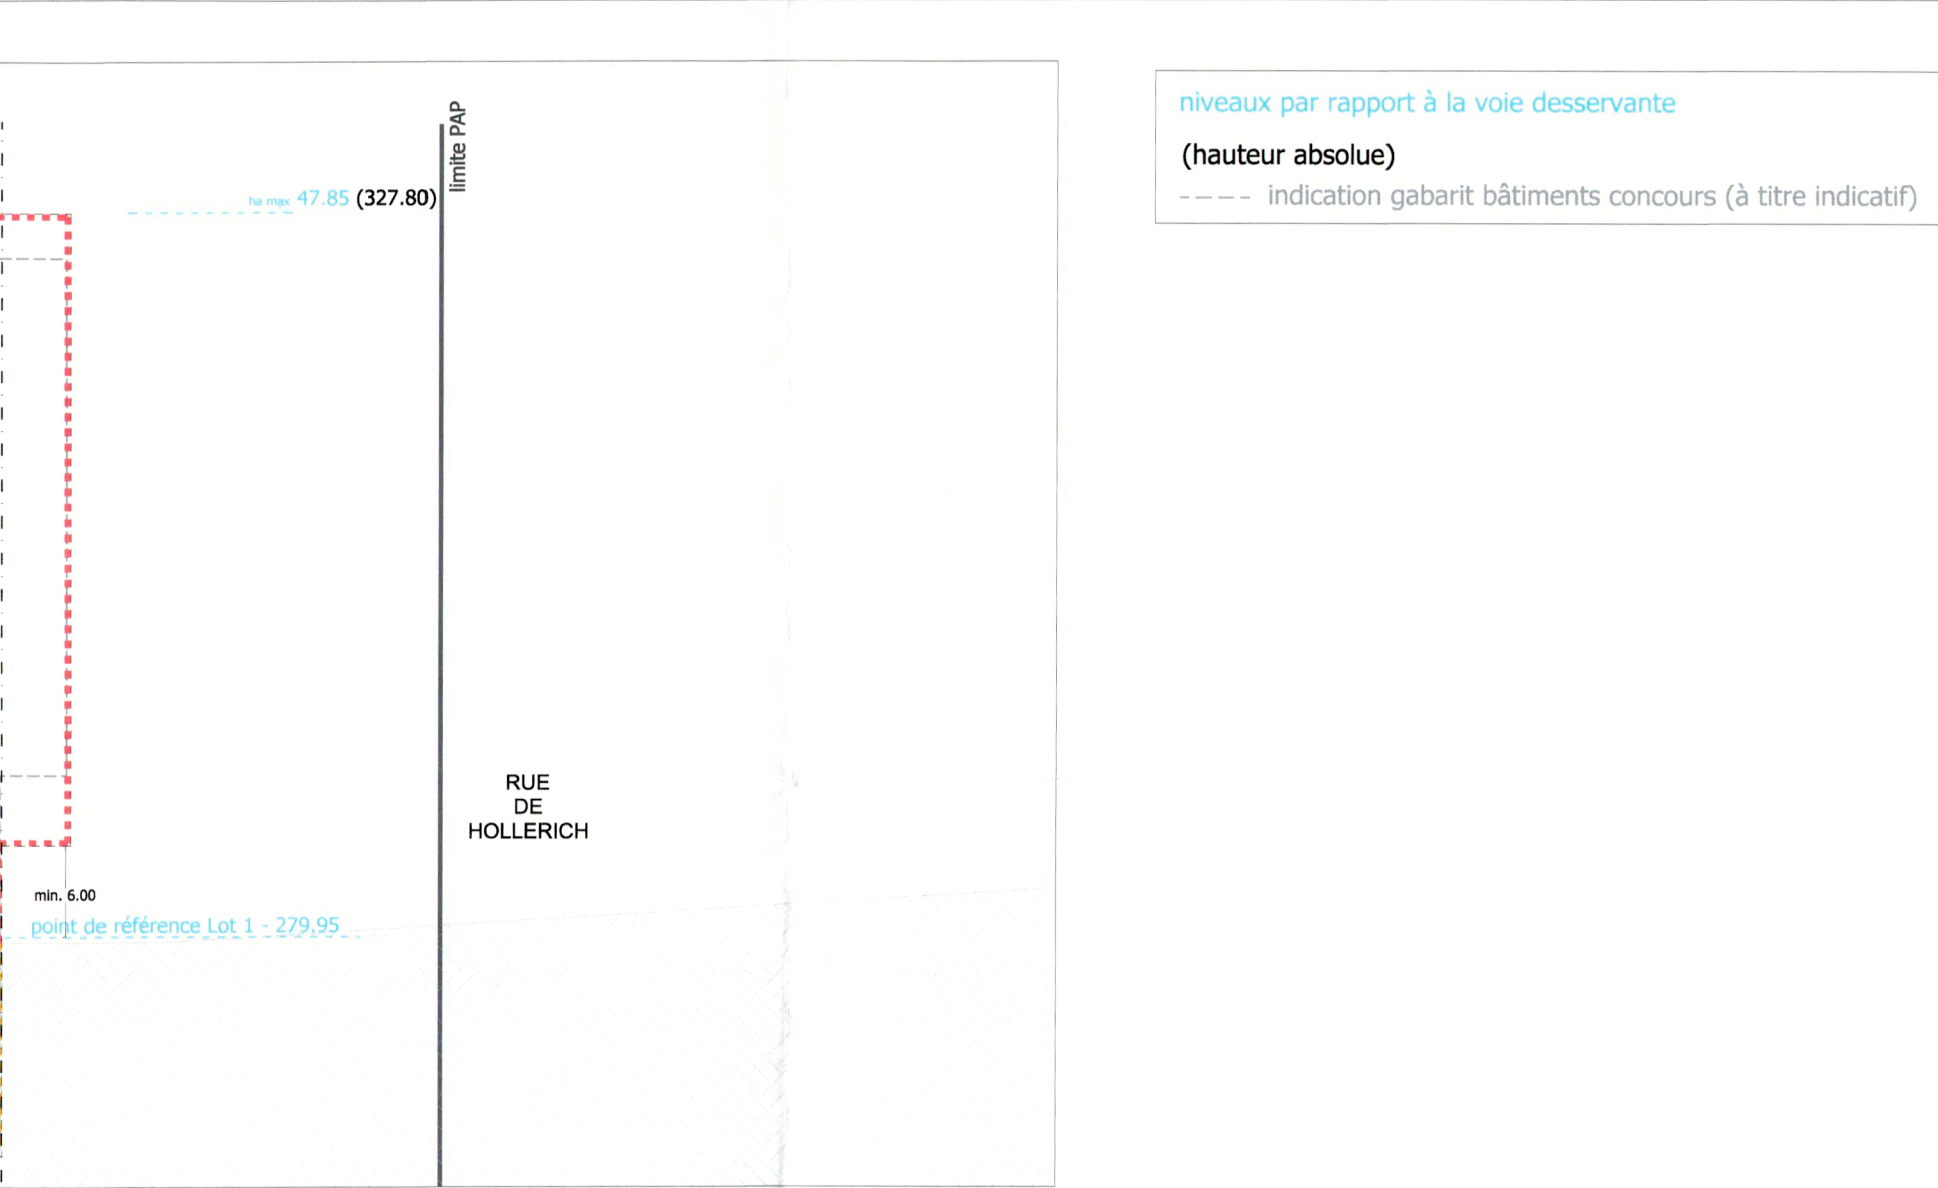 niveaux par rapport à la voie desservante
(hauteur absolue)
indication gabarit bâtiments concours (à titre indicatif)
limite PAP
ha max 47.85 (327.80)
RUE
DE
HOLLERICH
min. 6.00
point de référence Lot 1 - 279.95